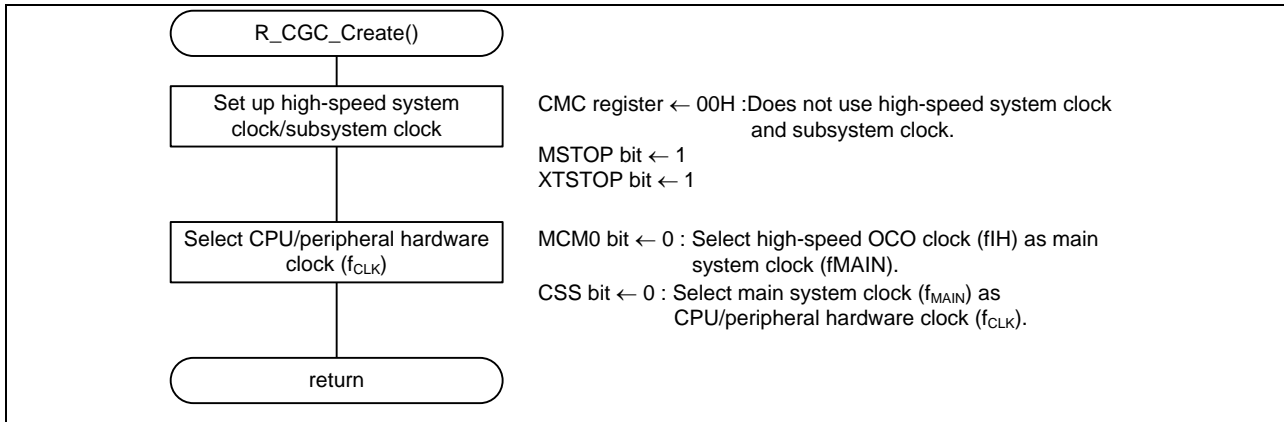 R_CGC_Create()
Set up high-speed system
clock/subsystem clock
CMC register ← 00H :Does not use high-speed system clock
and subsystem clock.
MSTOP bit ← 1
XTSTOP bit ← 1
Select CPU/peripheral hardware
clock (fCLK)
MCM0 bit ← 0 : Select high-speed OCO clock (fIH) as main
system clock (fMAIN).
CSS bit ← 0 : Select main system clock (fMAIN) as
CPU/peripheral hardware clock (fCLK).
return